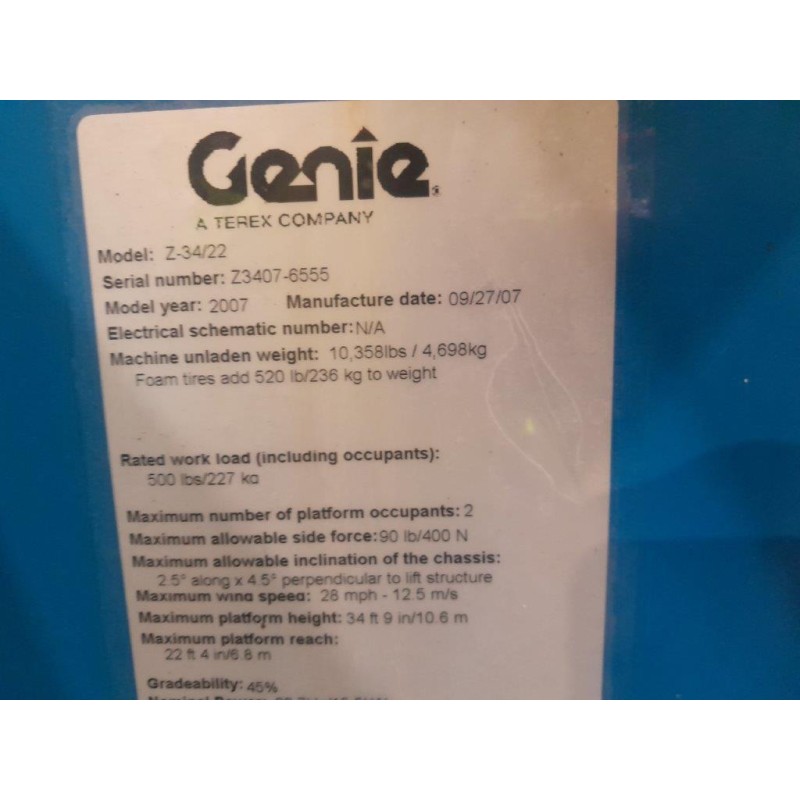 Genie
A TEREX COMPANY
Model: Z-34/22
Serial number: Z3407-6555
Model year: 2007 Manufacture date: 09/27/07
Electrical schematic number:N/A
Machine unladen weight: 10,358lbs / 4,698kg
Foam tires add 520 lb/236 kg to weight
Rated work load (including occupants):
500 lbs/227 kg
Maximum number of platform occupants: 2
Maximum allowable side force:90 lb/400 N
Maximum allowable inclination of the chassis:
2.5° along x 4.5° perpendicular to lift structure
Maximum wind speed: 28 mph - 12.5 m/s
Maximum platform height: 34 ft 9 in/10.6 m
Maximum platform reach:
22 ft 4 in/6.8 m
Gradeability: 45%